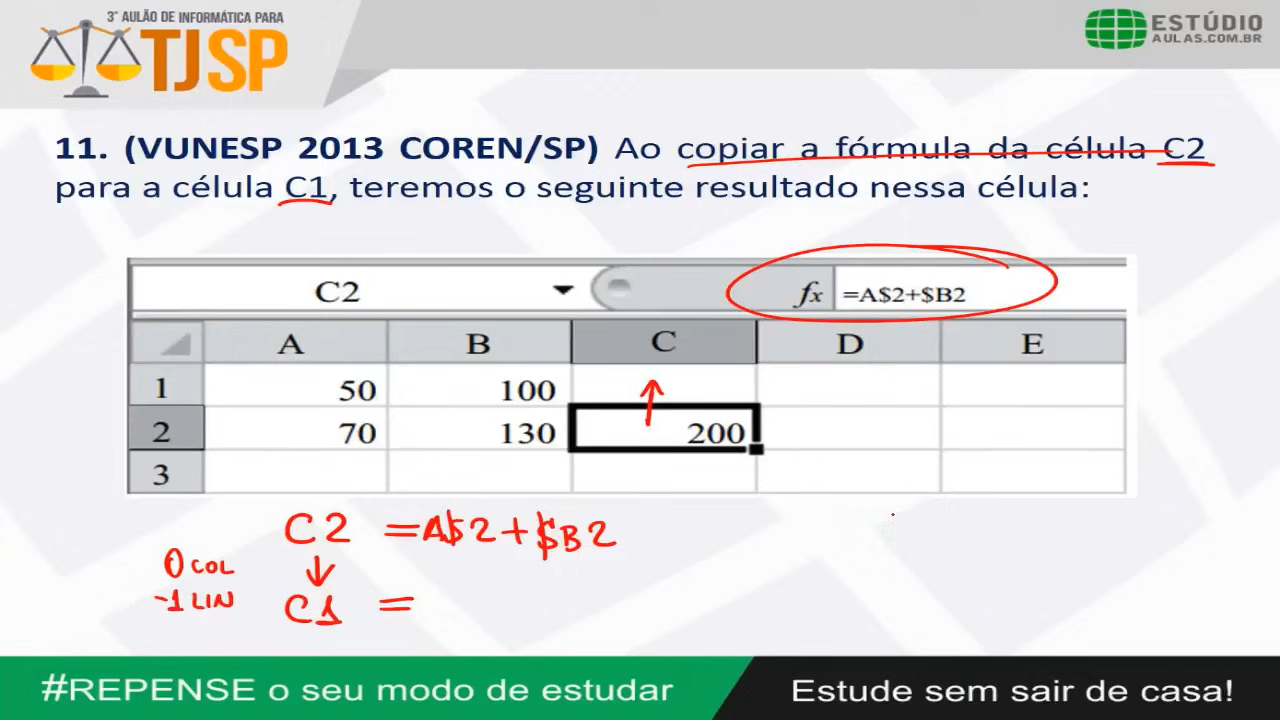 3° AULÃO DE INFORMÁTICA PARA
TJSP
ESTÚDIO
AULAS.COM.BR
11. (VUNESP 2013 COREN/SP) Ao copiar a fórmula da célula C2
para a célula C1, teremos o seguinte resultado nessa célula:
C2 fx =A$2+$B2
A B C D E
1 50 100
2 70 130 200
3
C2 =A$2+$B2
0 COL
-1 LIN C1 =
#REPENSE o seu modo de estudar
Estude sem sair de casa!